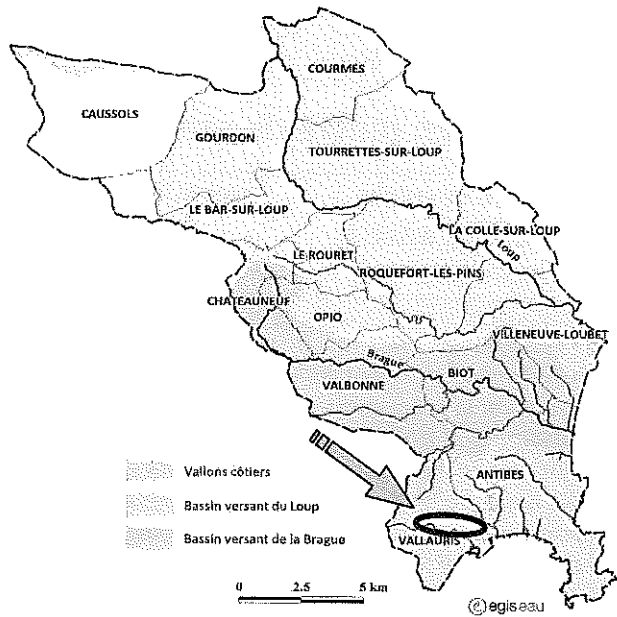 COURMES
CAUSSOLS
GOURDON
TOURRETTES-SUR-LOUP
LE BAR-SUR-LOUP
LA COLLE-SUR-LOUP
Loup
LE ROURET
ROQUEFORT-LES-PINS
CHATEAUNEUF
OPIO
VILLENEUVE-LOUBET
Brague
BIOT
VALBONNE
Vallons côtiers
ANTIBES
Bassin versant du Loup
Bassin versant de la Brague
VALLAURIS
0 2.5 5 km
egis eau